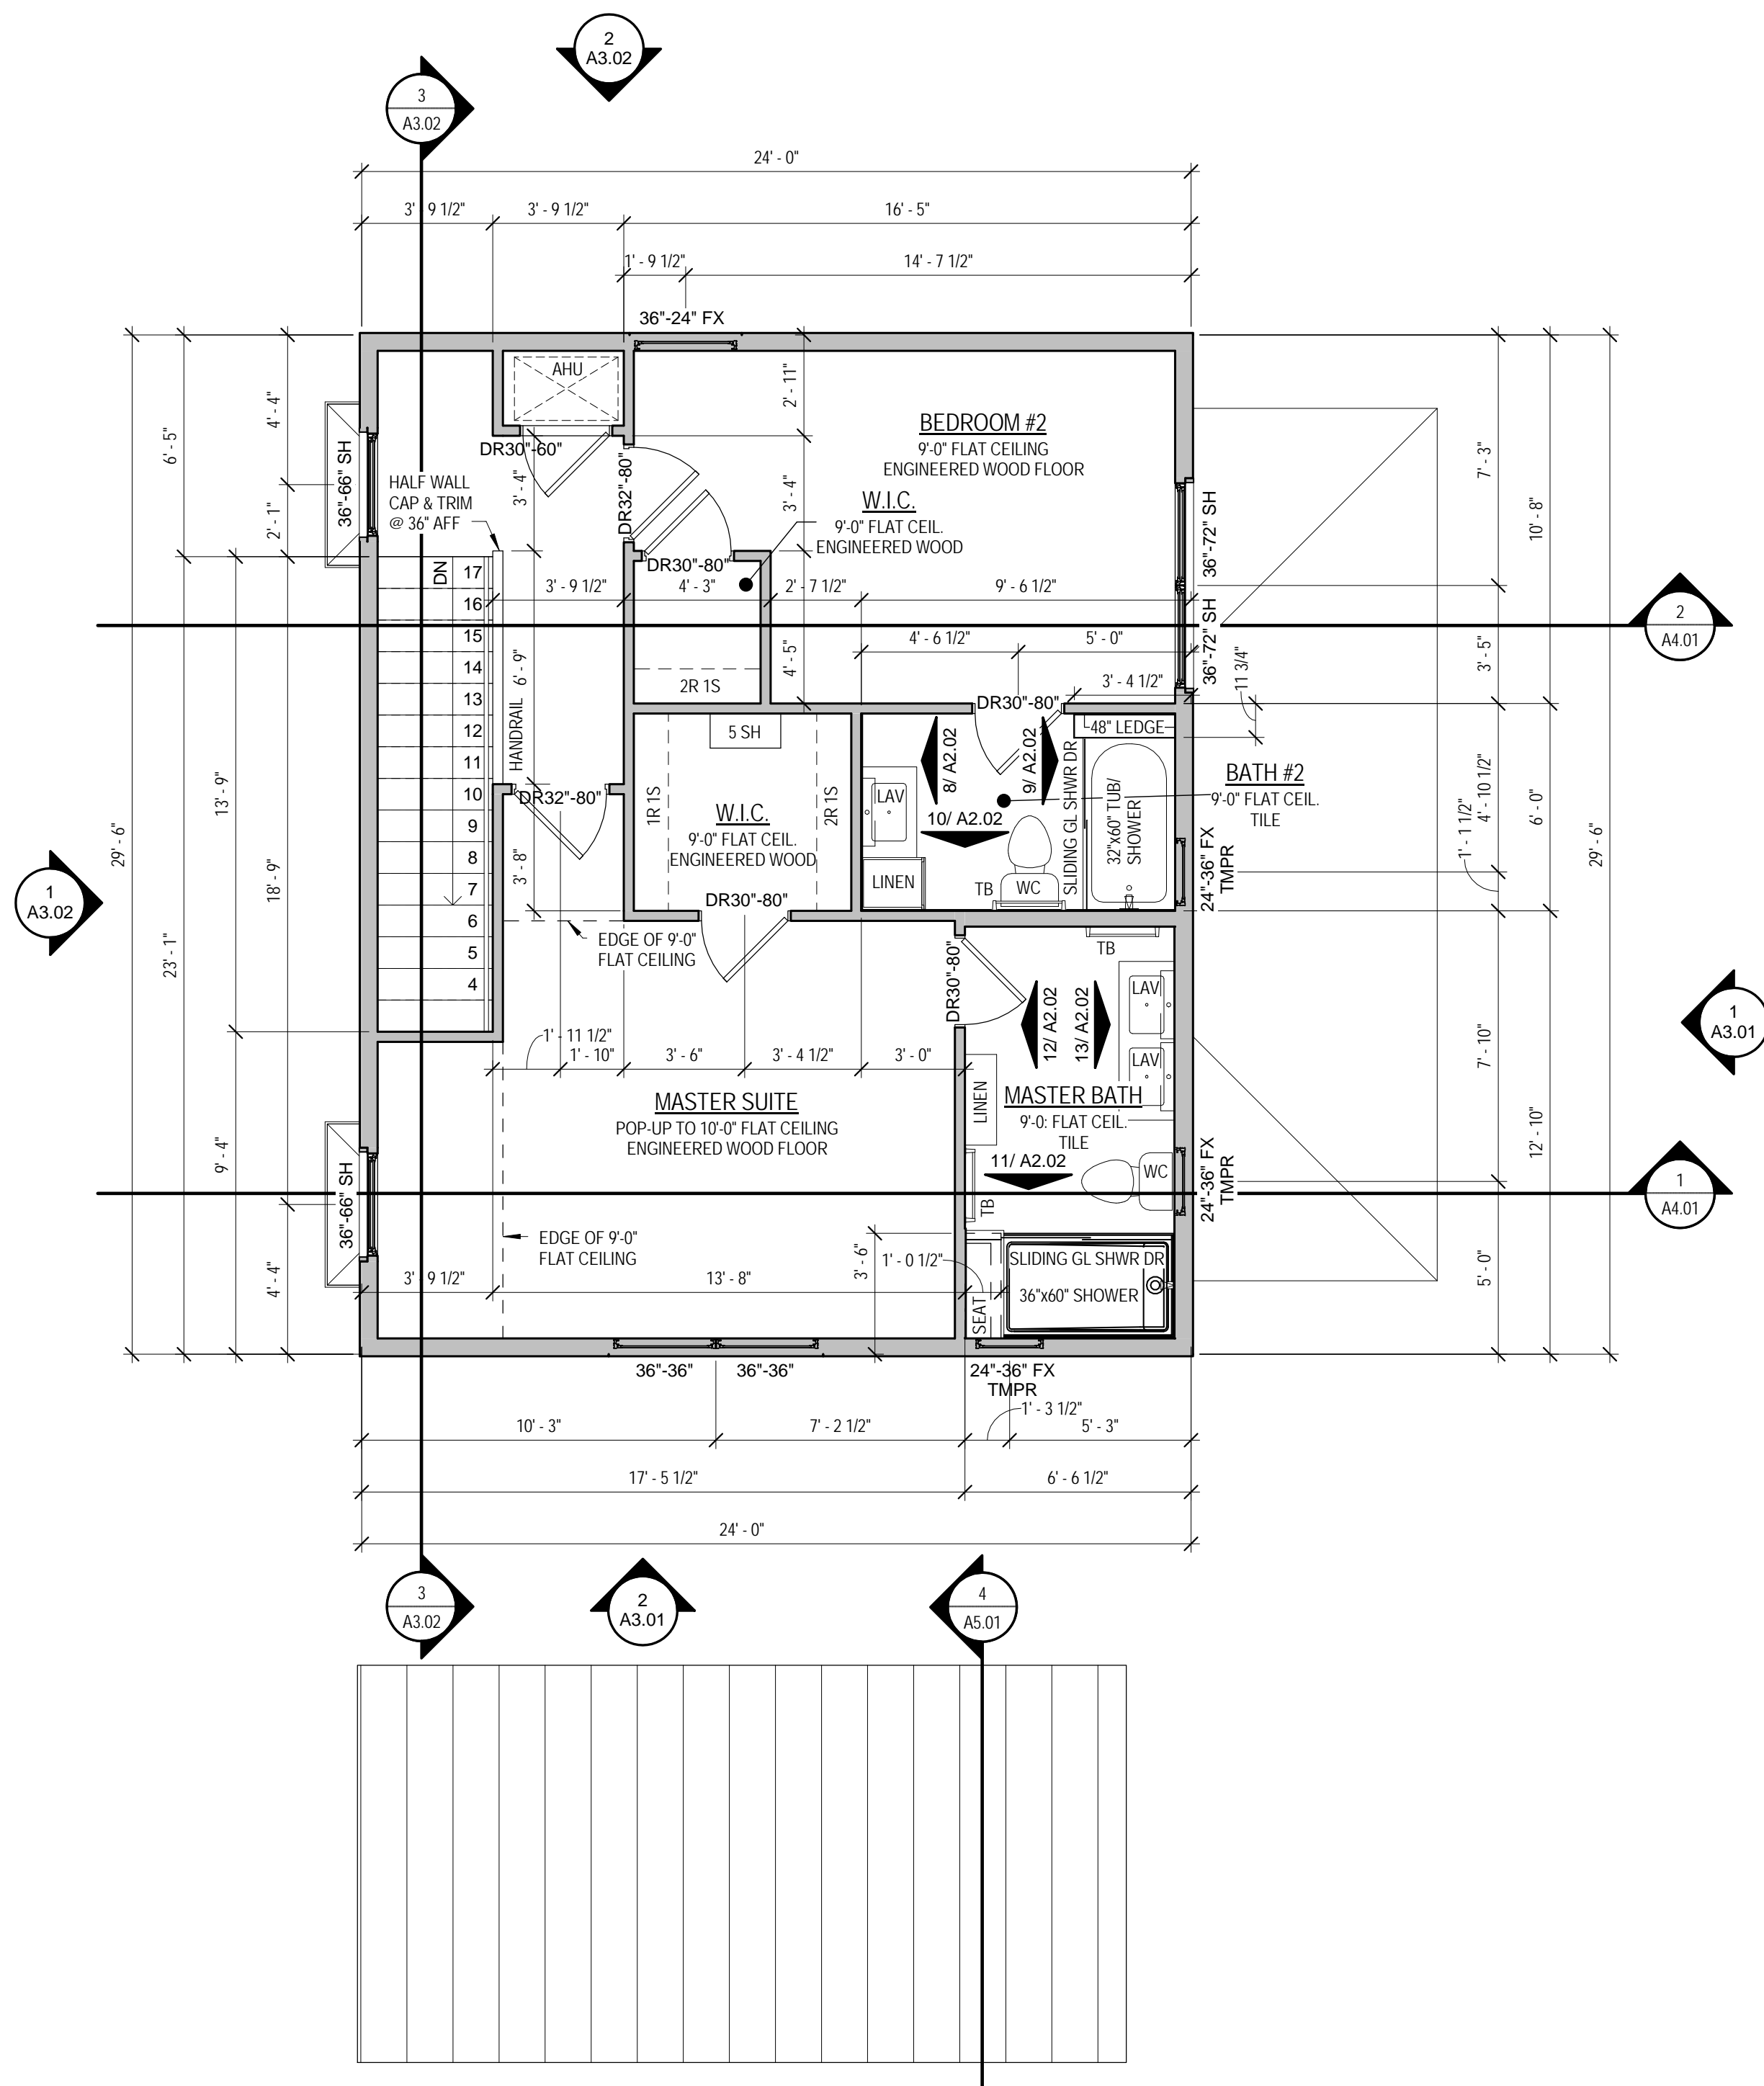 2
A3.02
3
A3.02
24' - 0"
3' - 9 1/2"
3' - 9 1/2"
16' - 5"
1' - 9 1/2"
14' - 7 1/2"
36"-24" FX
AHU
DR30"-60"
DR32"-80"
2' - 11"
BEDROOM #2
9'-0" FLAT CEILING
ENGINEERED WOOD FLOOR
W.I.C.
9'-0" FLAT CEIL.
ENGINEERED WOOD
HALF WALL
CAP & TRIM
@ 36" AFF
36"-66" SH
4' - 4"
2' - 1"
6' - 5"
3' - 4"
3' - 4"
36"-72" SH
36"-72" SH
7' - 3"
10' - 8"
3' - 5"
DN
17
16
15
14
13
12
11
10
9
8
7
6
5
4
DR30"-80"
3' - 9 1/2"
4' - 3"
2' - 7 1/2"
9' - 6 1/2"
4' - 6 1/2"
5' - 0"
3' - 4 1/2"
11 3/4"
2
A4.01
6' - 9"
HANDRAIL
4' - 5"
2R 1S
DR30"-80"
48" LEDGE
5 SH
1R 1S
2R 1S
W.I.C.
9'-0" FLAT CEIL.
ENGINEERED WOOD
DR30"-80"
DR32"-80"
3' - 8"
8/ A2.02
9/ A2.02
10/ A2.02
LAV
LINEN
TB
WC
SLIDING GL SHWR DR
32"x60" TUB/
SHOWER
BATH #2
9'-0" FLAT CEIL.
TILE
24"-36" FX
TMPR
1' - 1 1/2"
4' - 10 1/2"
6' - 0"
29' - 6"
29' - 6"
13' - 9"
18' - 9"
23' - 1"
1
A3.02
EDGE OF 9'-0"
FLAT CEILING
DR30"-80"
TB
LAV
LAV
12/ A2.02
13/ A2.02
1
A3.01
1' - 11 1/2"
1' - 10"
3' - 6"
3' - 4 1/2"
3' - 0"
MASTER SUITE
POP-UP TO 10'-0" FLAT CEILING
ENGINEERED WOOD FLOOR
LINEN
MASTER BATH
9'-0: FLAT CEIL.
TILE
11/ A2.02
WC
TB
24"-36" FX
TMPR
7' - 10"
12' - 10"
5' - 0"
1
A4.01
9' - 4"
4' - 4"
36"-66" SH
EDGE OF 9'-0"
FLAT CEILING
3' - 9 1/2"
13' - 8"
3' - 6"
1' - 0 1/2"
SLIDING GL SHWR DR
36"x60" SHOWER
SEAT
36"-36"
36"-36"
24"-36" FX
TMPR
1' - 3 1/2"
10' - 3"
7' - 2 1/2"
5' - 3"
17' - 5 1/2"
6' - 6 1/2"
24' - 0"
3
A3.02
2
A3.01
4
A5.01